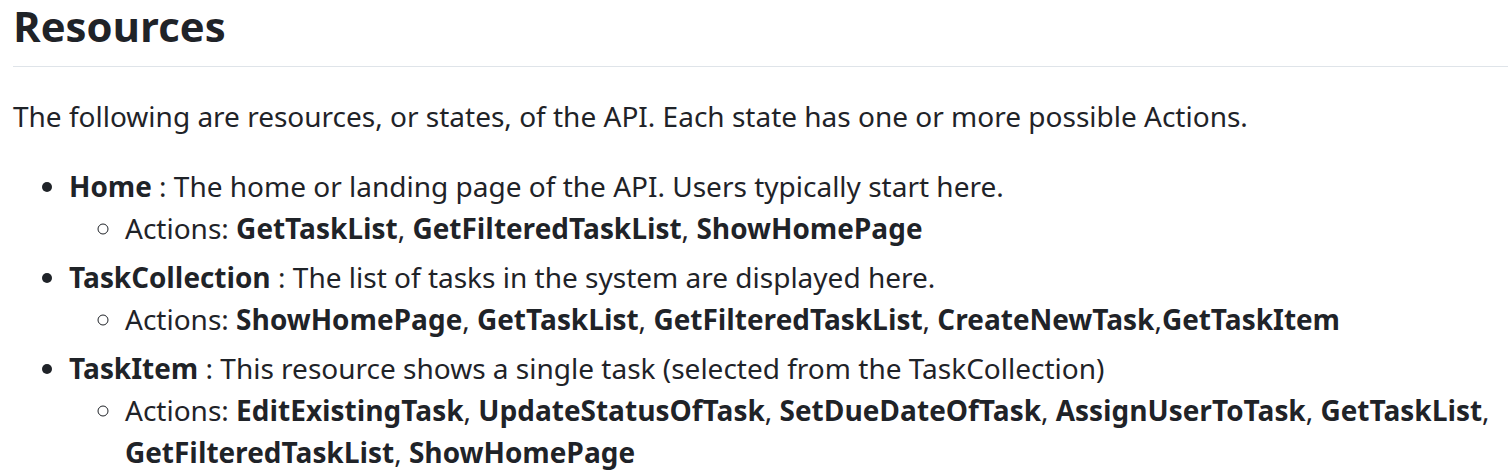 Resources
The following are resources, or states, of the API. Each state has one or more possible Actions.
Home : The home or landing page of the API. Users typically start here.
Actions: GetTaskList, GetFilteredTaskList, ShowHomePage
TaskCollection : The list of tasks in the system are displayed here.
Actions: ShowHomePage, GetTaskList, GetFilteredTaskList, CreateNewTask,GetTaskItem
TaskItem : This resource shows a single task (selected from the TaskCollection)
Actions: EditExistingTask, UpdateStatusOfTask, SetDueDateOfTask, AssignUserToTask, GetTaskList,
GetFilteredTaskList, ShowHomePage